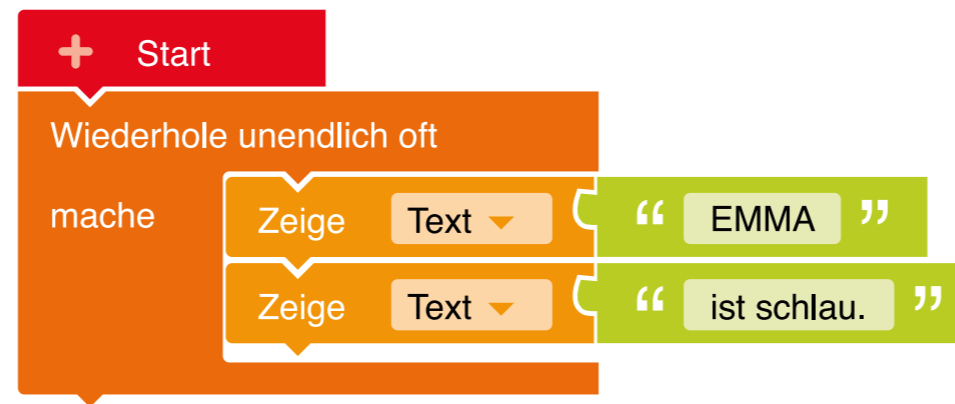 + Start
Wiederhole unendlich oft
mache Zeige Text “ EMMA ”
Zeige Text “ ist schlau. ”